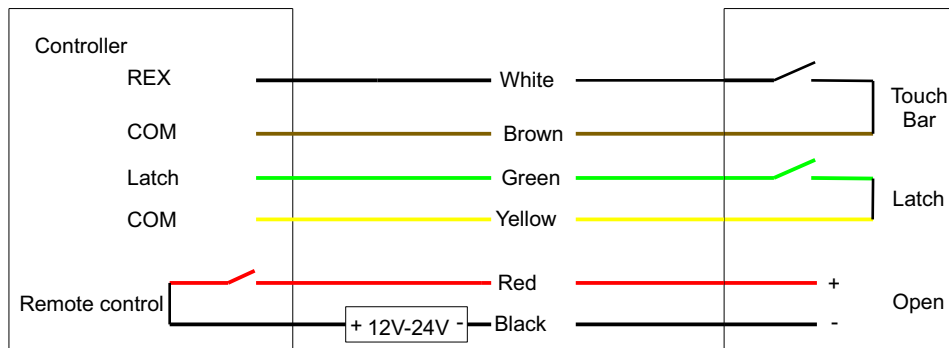 Controller
REX White
Touch
Bar
COM Brown
Latch Green
Latch
COM Yellow
Red +
Remote control Open
+ 12V-24V - Black -